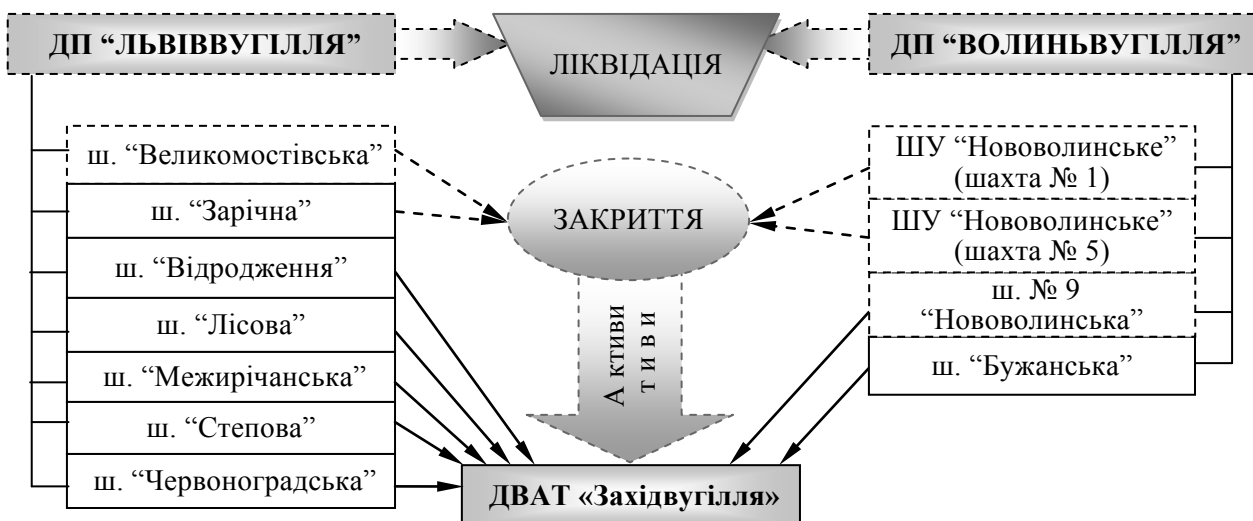 ДП “ЛЬВІВВУГІЛЛЯ”
ЛІКВІДАЦІЯ
ДП “ВОЛИНЬВУГІЛЛЯ”
ш. “Великомостівська”
ш. “Зарічна”
ш. “Відродження”
ш. “Лісова”
ш. “Межирічанська”
ш. “Степова”
ш. “Червоноградська”
ЗАКРИТТЯ
А ктиви
т и в и
ШУ “Нововолинське”
(шахта № 1)
ШУ “Нововолинське”
(шахта № 5)
ш. № 9
“Нововолинська”
ш. “Бужанська”
ДВАТ «Західвугілля»